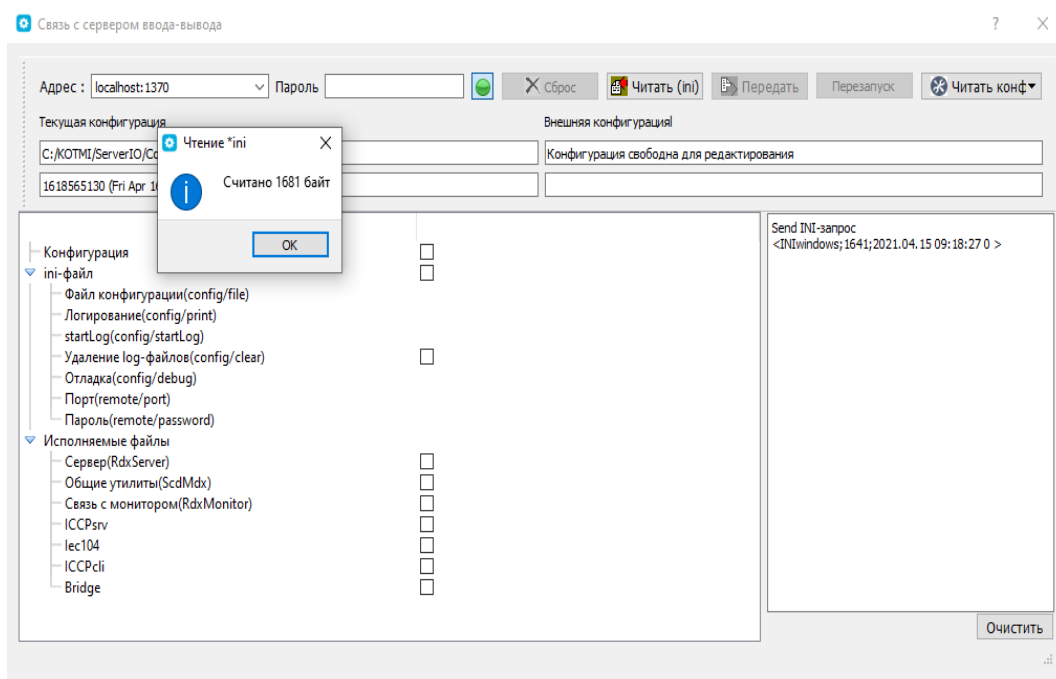 Связь с сервером ввода-вывода
Адрес : localhost:1370 Пароль Сброс Читать (ini) Передать Перезапуск Читать конф
Текущая конфигурация Внешняя конфигурация
C:/KOTMI/ServerIO/Co Конфигурация свободна для редактирования
1618565130 (Fri Apr 16
Чтение *ini
Считано 1681 байт
OK
Конфигурация
ini-файл
Файл конфигурации(config/file)
Логирование(config/print)
startLog(config/startLog)
Удаление log-файлов(config/clear)
Отладка(config/debug)
Порт(remote/port)
Пароль(remote/password)
Исполняемые файлы
Сервер(RdxServer)
Общие утилиты(ScdMdx)
Связь с монитором(RdxMonitor)
ICCPsrv
Iec104
ICCPcli
Bridge
Send INI-запрос
<INIwindows;1641;2021.04.15 09:18:27 0 >
Очистить